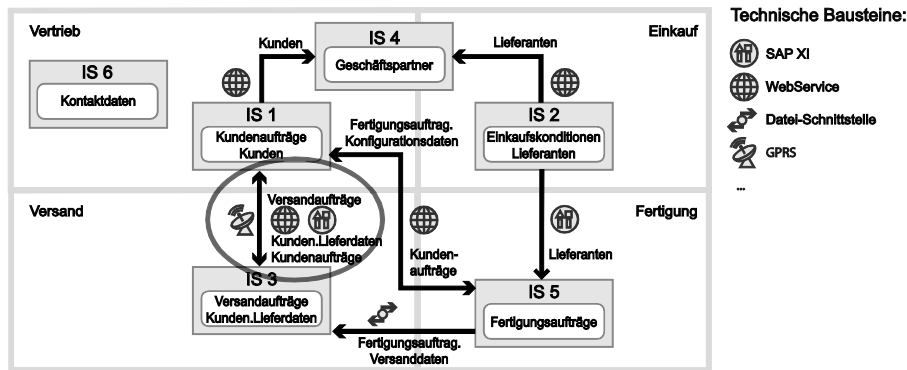 Vertrieb
Einkauf
IS 6
Kontaktdaten
Kunden
IS 4
Geschäftspartner
Lieferanten
IS 1
Kundenaufträge
Kunden
Fertigungsauftrag.
Konfigurationsdaten
IS 2
Einkaufskonditionen
Lieferanten
Versand
Fertigung
Versandaufträge
Kunden.Lieferdaten
Kundenaufträge
Kunden-
aufträge
Lieferanten
IS 3
Versandaufträge
Kunden.Lieferdaten
IS 5
Fertigungsaufträge
Fertigungsauftrag.
Versanddaten
Technische Bausteine:
SAP XI
WebService
Datei-Schnittstelle
GPRS
...